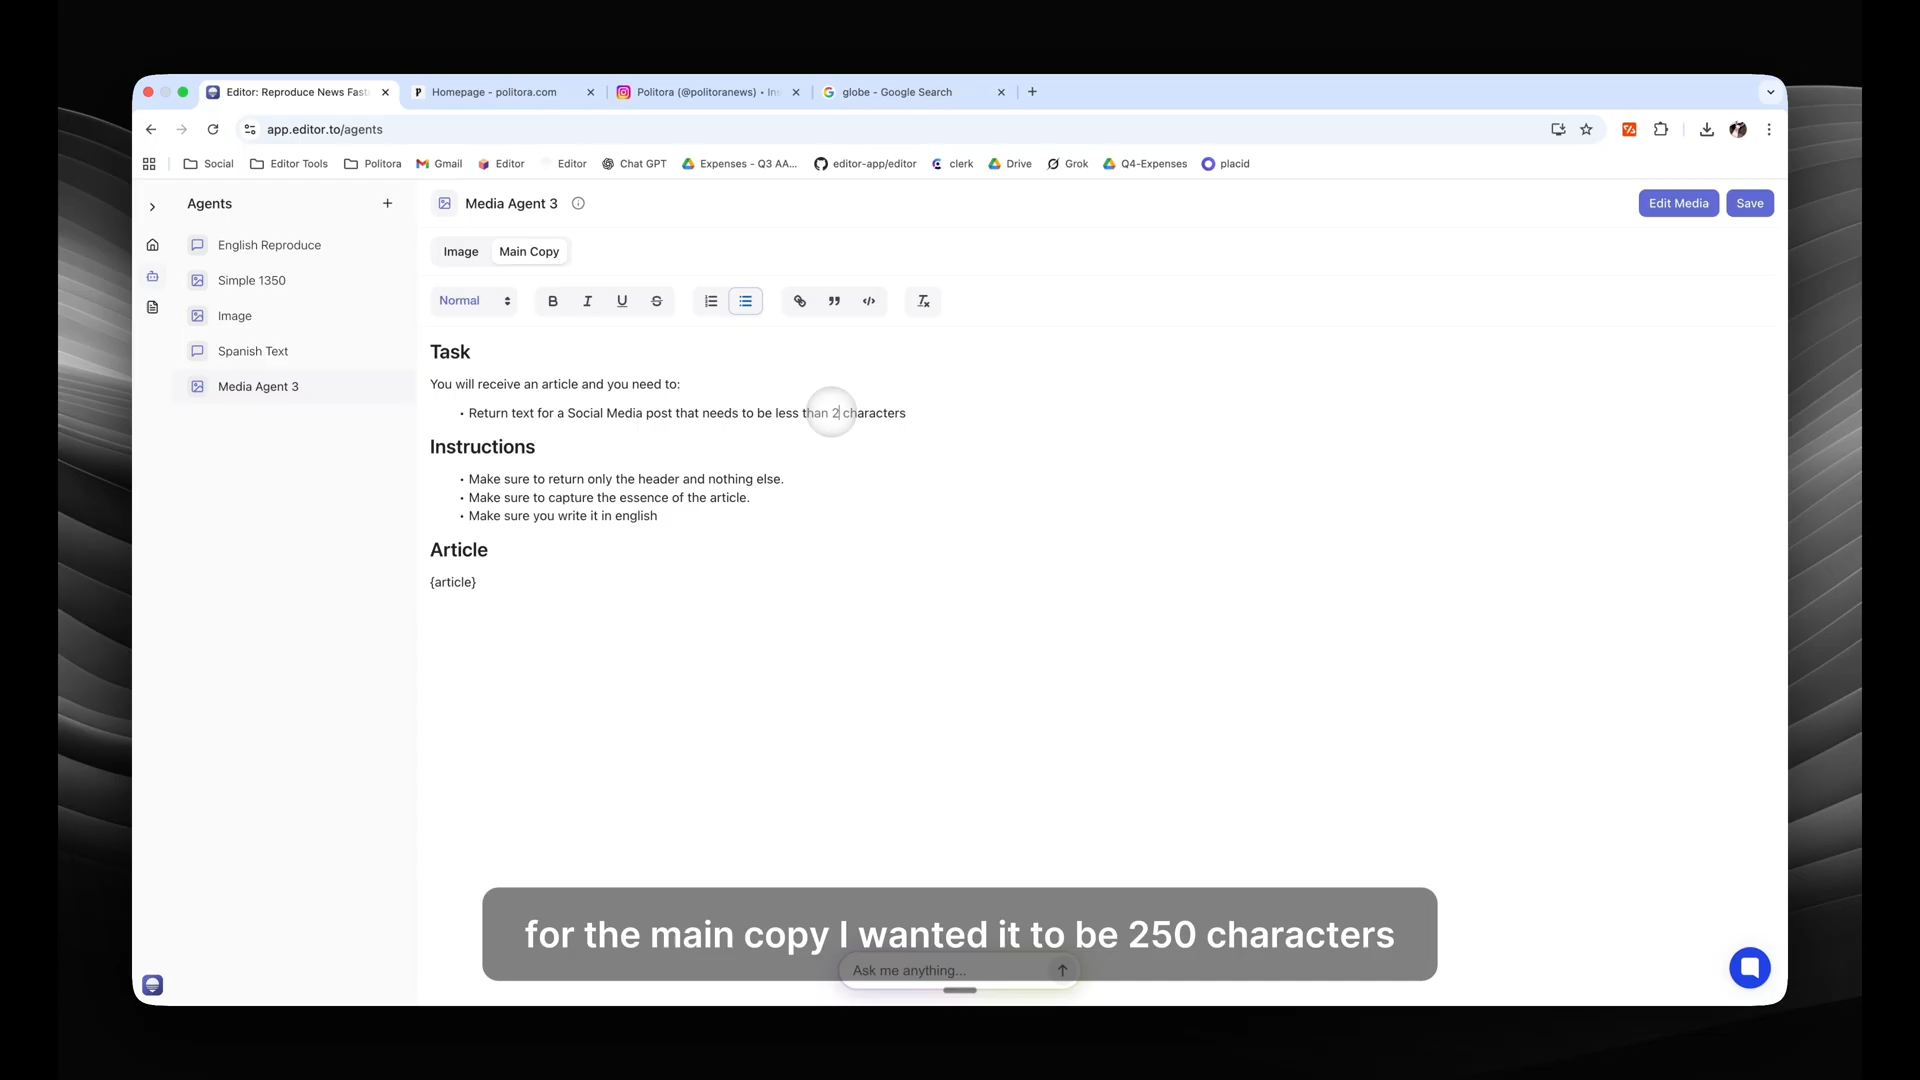 Editor: Reproduce News Fast
Homepage - politora.com
Politora (@politoranews) • Ins
globe - Google Search
app.editor.to/agents
Social
Editor Tools
Politora
Gmail
Editor
Editor
Chat GPT
Expenses - Q3 AA...
editor-app/editor
clerk
Drive
Grok
Q4-Expenses
placid
Agents
English Reproduce
Simple 1350
Image
Spanish Text
Media Agent 3
Media Agent 3
Edit Media
Save
Image
Main Copy
Normal
Task
You will receive an article and you need to:
• Return text for a Social Media post that needs to be less than 2 characters
Instructions
• Make sure to return only the header and nothing else.
• Make sure to capture the essence of the article.
• Make sure you write it in english
Article
{article}
for the main copy I wanted it to be 250 characters
Ask me anything...